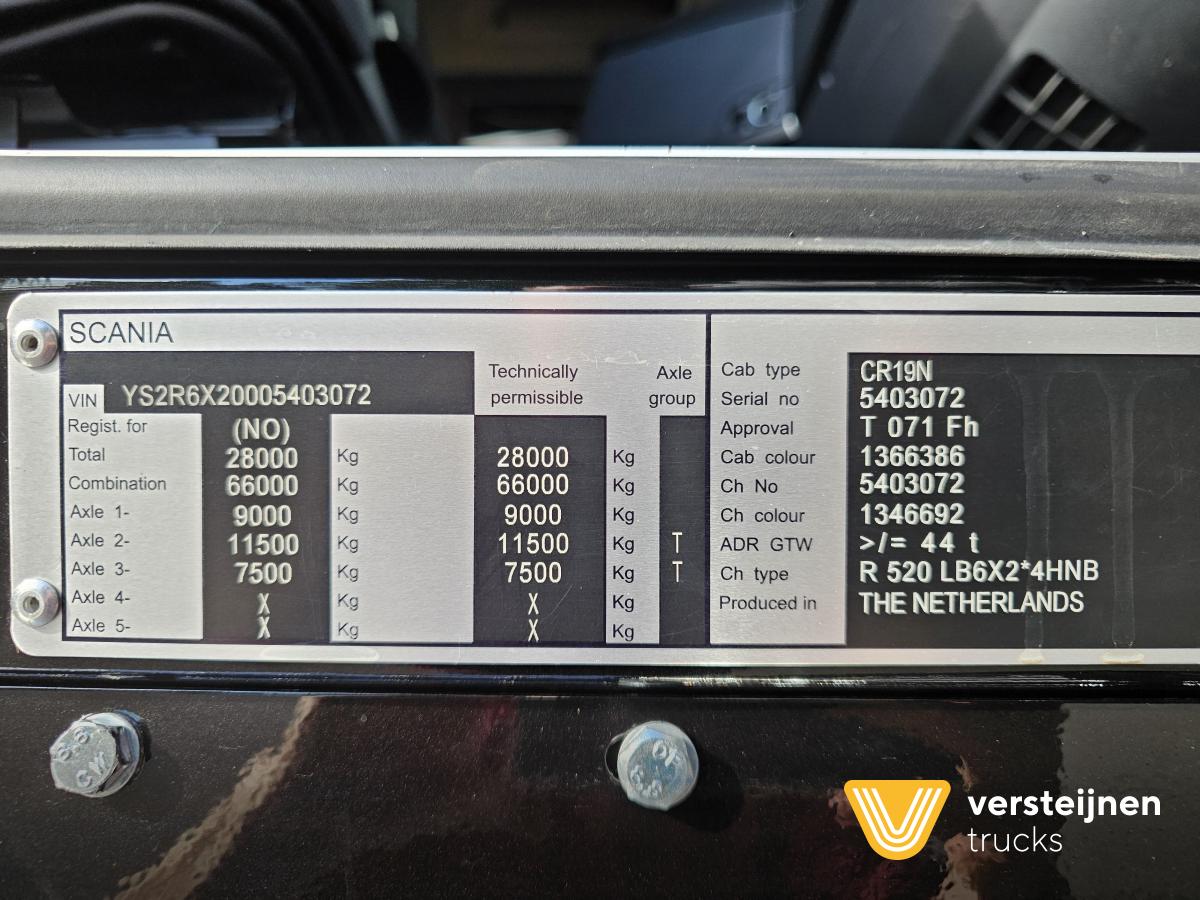 SCANIA
VIN YS2R6X20005403072
Technically permissible
Axle group
Regist. for (NO)
Total 28000 Kg 28000 Kg
Combination 66000 Kg 66000 Kg
Axle 1- 9000 Kg 9000 Kg
Axle 2- 11500 Kg 11500 Kg T
Axle 3- 7500 Kg 7500 Kg T
Axle 4- X Kg X Kg
Axle 5- X Kg X Kg
Cab type CR19N
Serial no 5403072
Approval T 071 Fh
Cab colour 1366386
Ch No 5403072
Ch colour 1346692
ADR GTW >/= 44 t
Ch type R 520 LB6X2*4HNB
Produced in THE NETHERLANDS
8.8
CW
versteijnen
trucks